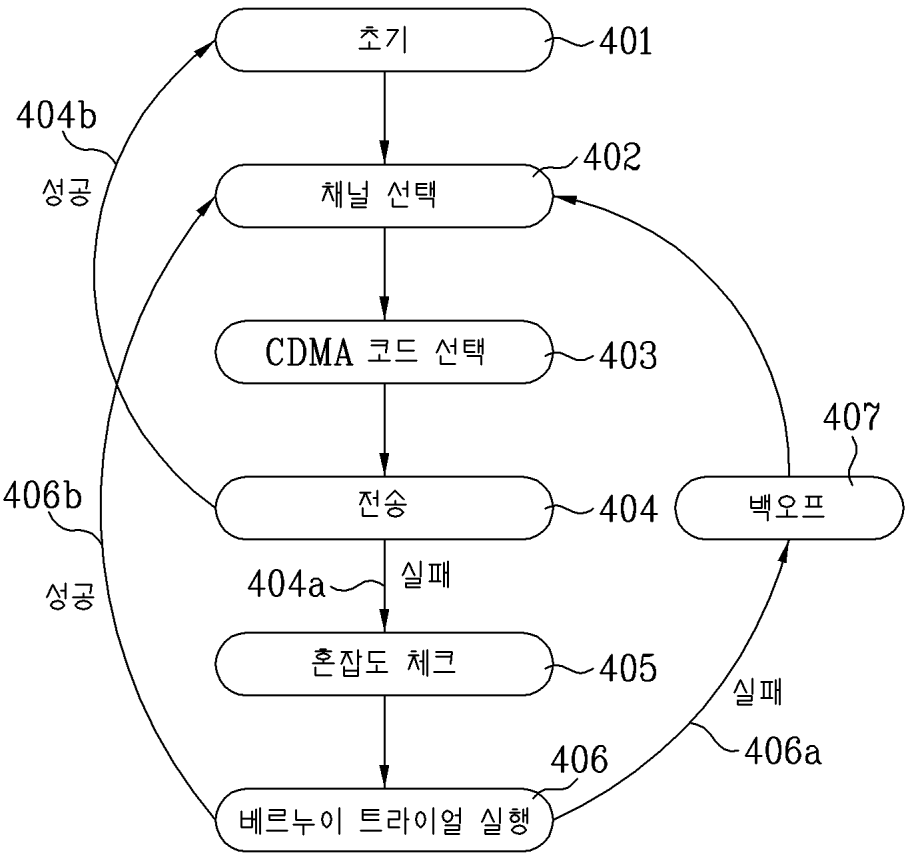 초기
401
404b
성공
402
채널 선택
CDMA 코드 선택
403
407
406b
성공
전송
404
백오프
404a
실패
혼잡도 체크
405
실패
406a
406
베르누이 트라이얼 실행